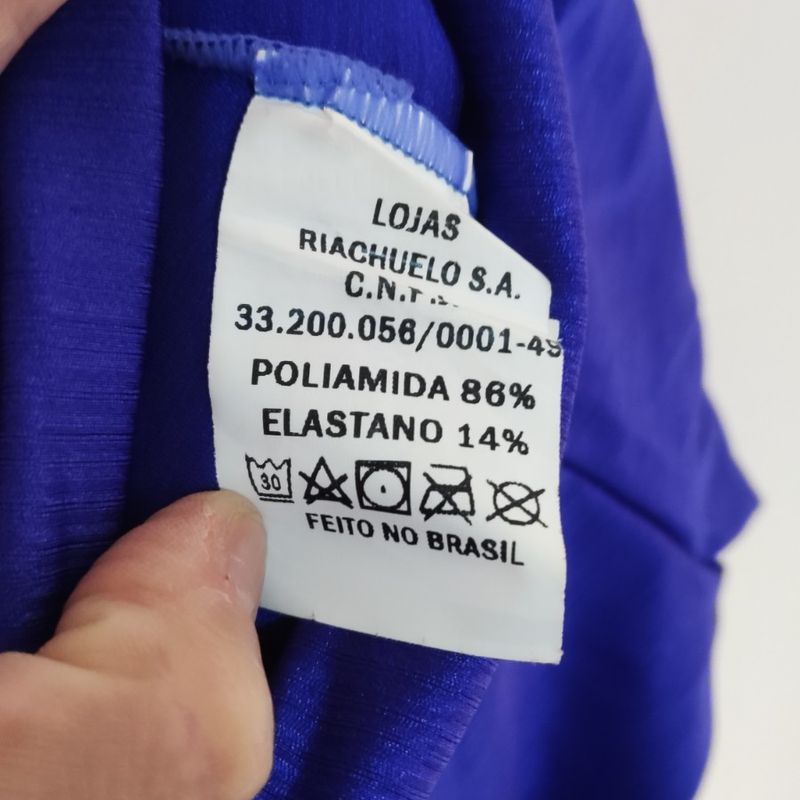 LOJAS
RIACHUELO S.A.
33.200.056/0001-49
POLIAMIDA 86%
ELASTANO 14%
30
FEITO NO BRASIL